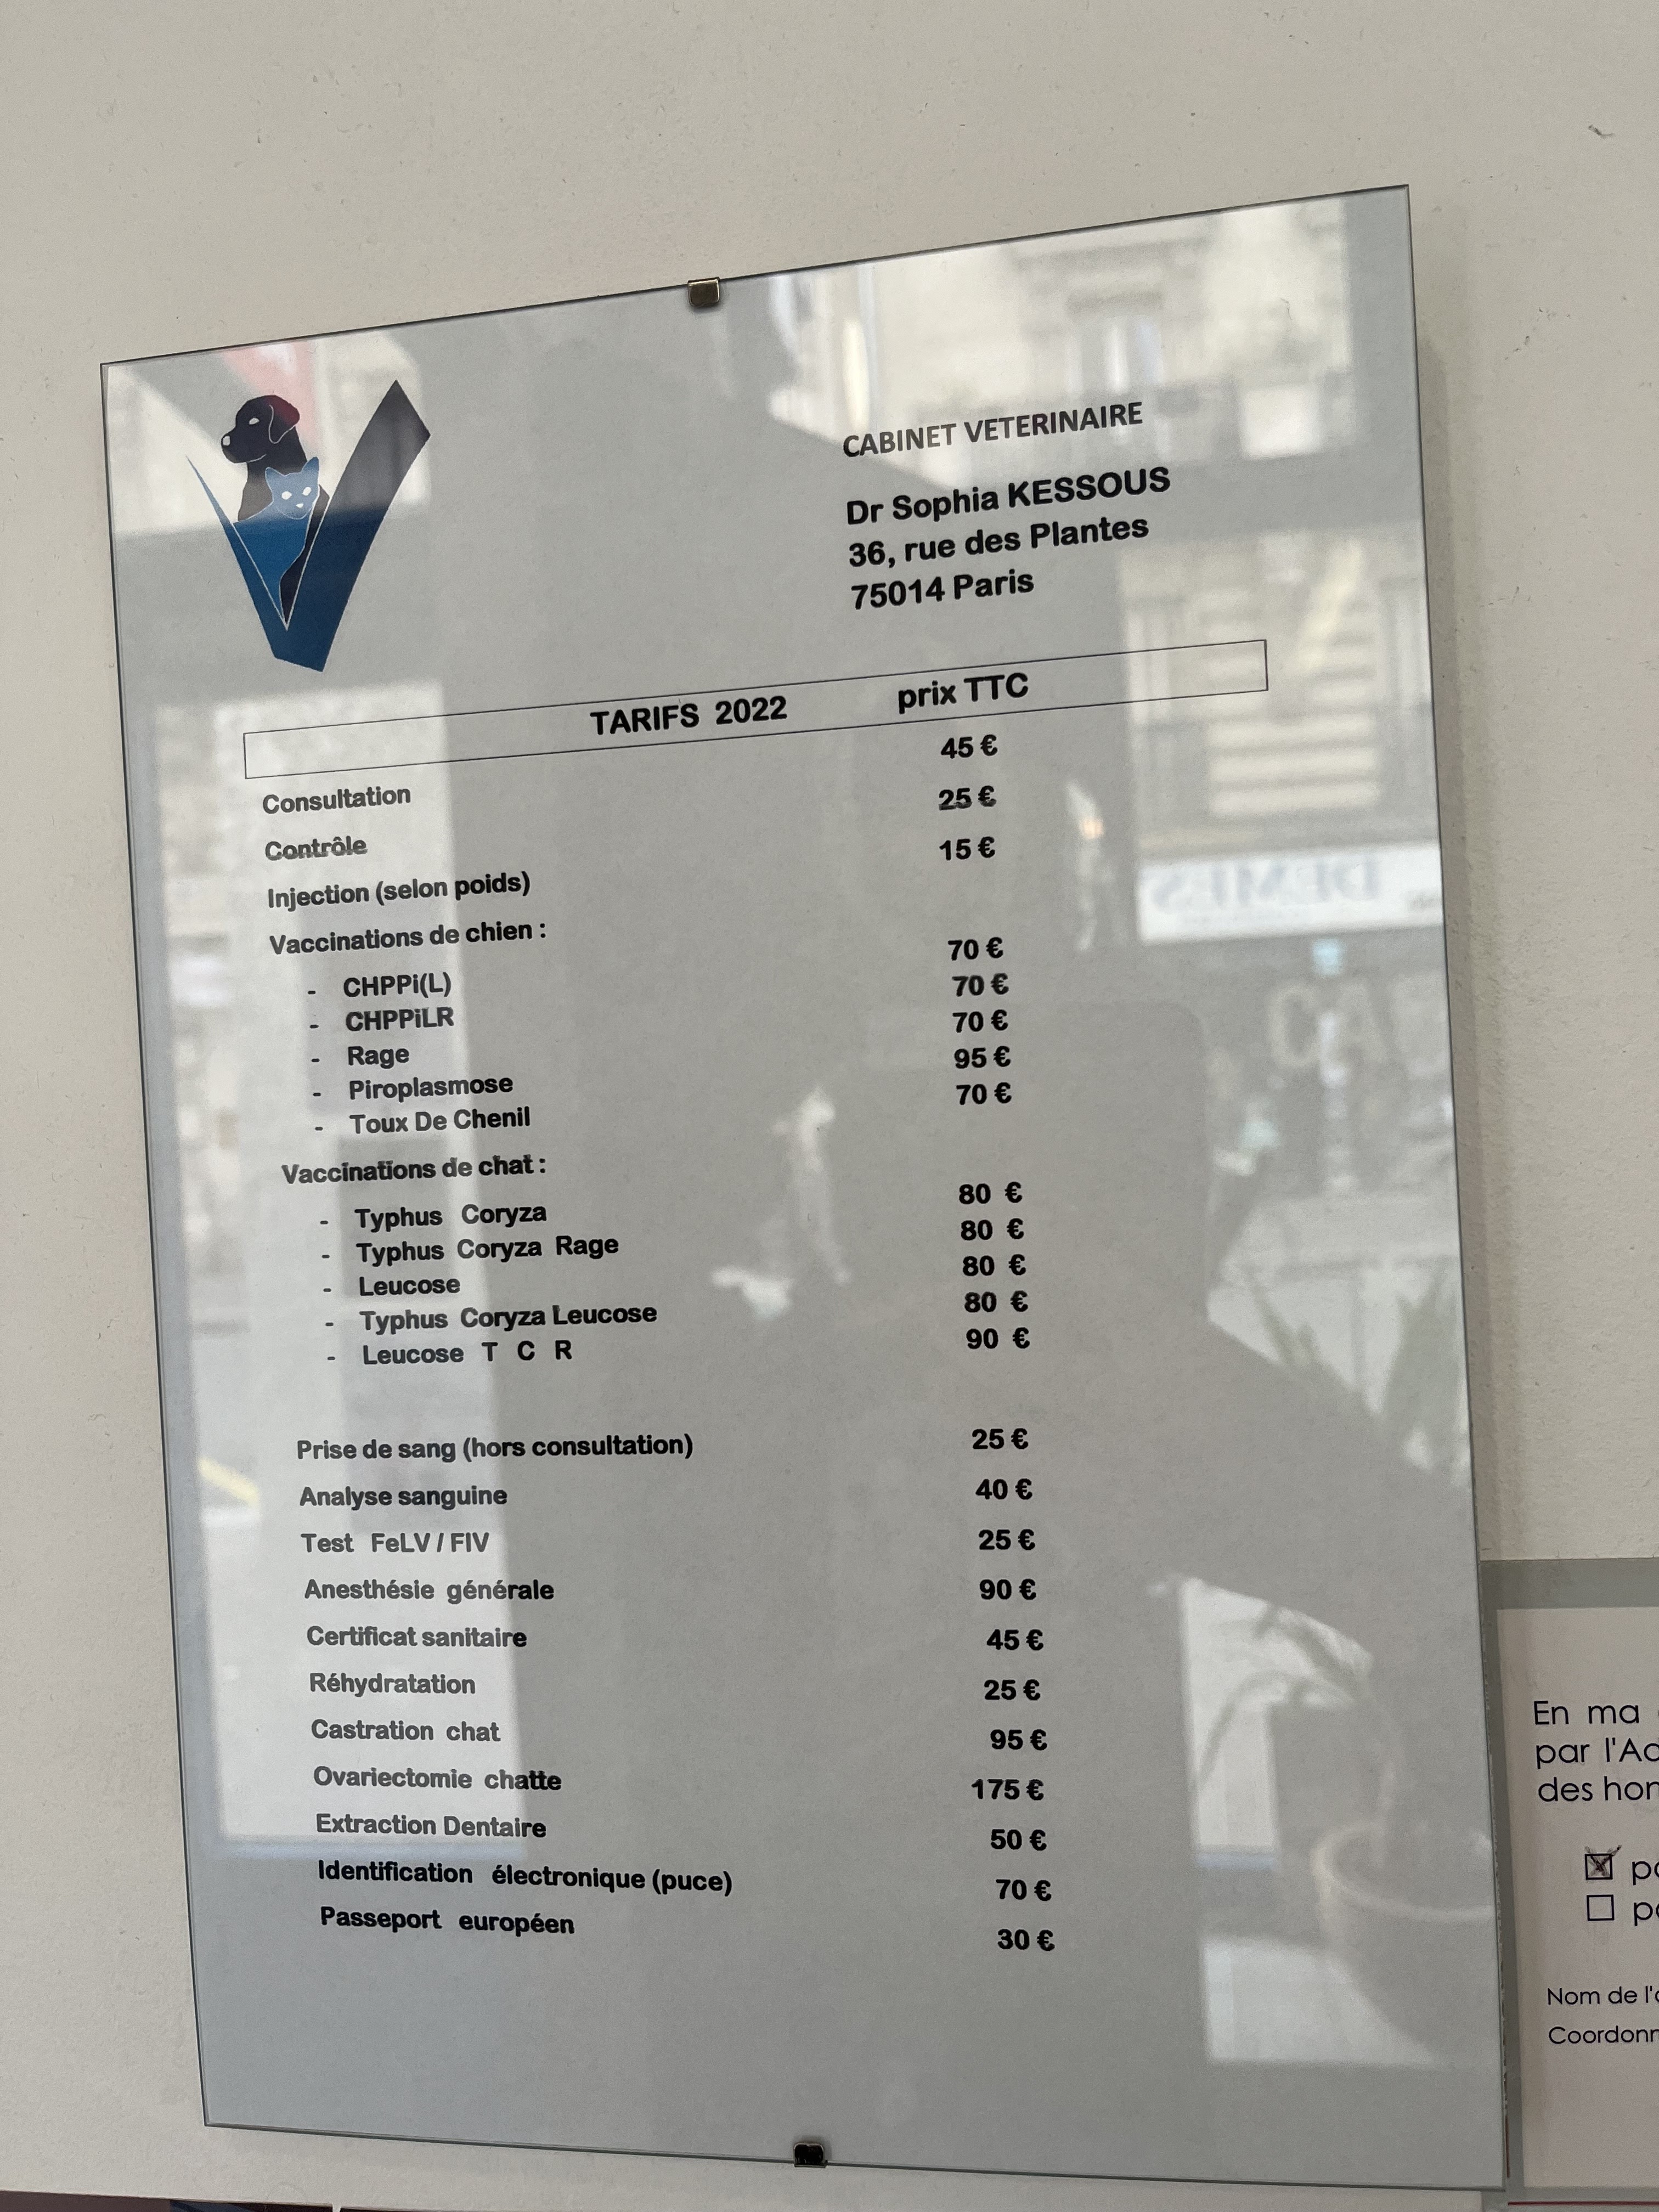 CABINET VETERINAIRE
Dr Sophia KESSOUS
36, rue des Plantes
75014 Paris
TARIFS 2022 prix TTC
Consultation 45 €
Contrôle 25 €
Injection (selon poids) 15 €
Vaccinations de chien :
- CHPPi(L) 70 €
- CHPPiLR 70 €
- Rage 70 €
- Piroplasmose 95 €
- Toux De Chenil 70 €
Vaccinations de chat :
- Typhus Coryza 80 €
- Typhus Coryza Rage 80 €
- Leucose 80 €
- Typhus Coryza Leucose 80 €
- Leucose T C R 90 €
Prise de sang (hors consultation) 25 €
Analyse sanguine 40 €
Test FeLV / FIV 25 €
Anesthésie générale 90 €
Certificat sanitaire 45 €
Réhydratation 25 €
Castration chat 95 €
Ovariectomie chatte 175 €
Extraction Dentaire 50 €
Identification électronique (puce) 70 €
Passeport européen 30 €
En ma
par l'Ad
des hon
Nom de l'
Coordonn